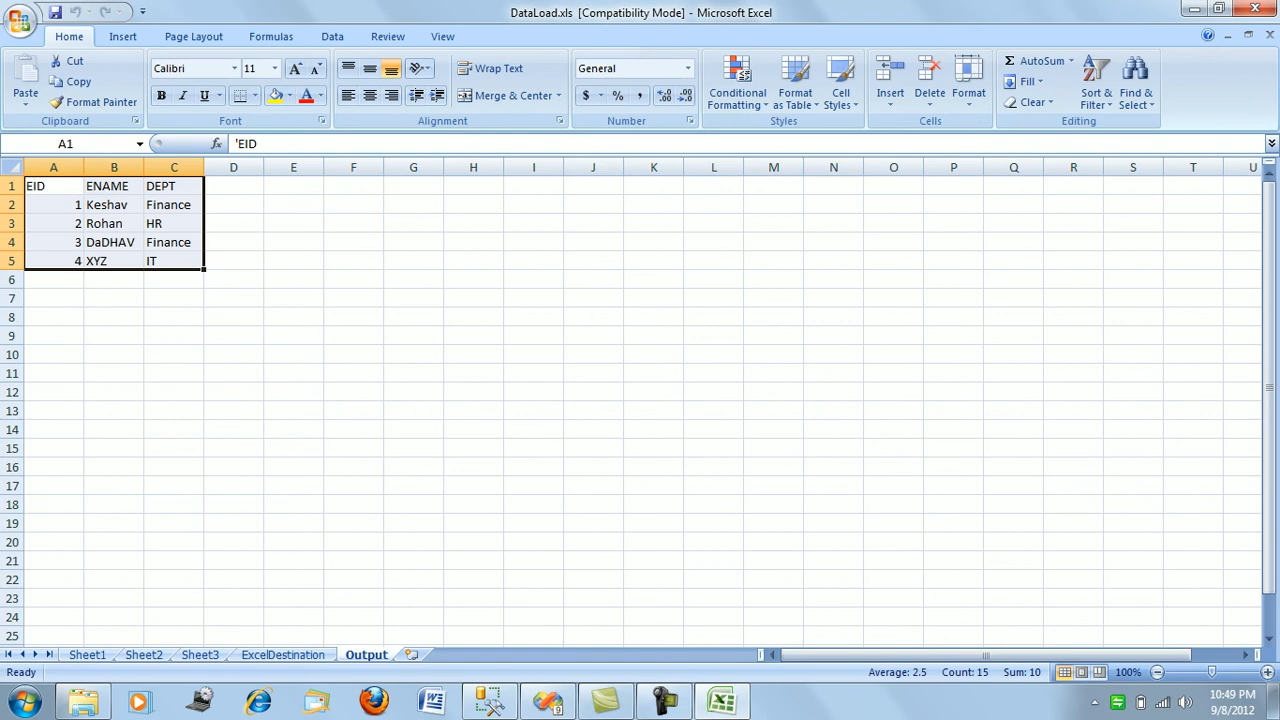 DataLoad.xls [Compatibility Mode] - Microsoft Excel
Home Insert Page Layout Formulas Data Review View
Paste Cut Copy Format Painter Clipboard
Calibri 11 A A B I U A Font
Wrap Text Merge & Center Alignment
General $ % , .0 .00 .00 .0 Number
Conditional Formatting Format as Table Cell Styles Styles
Insert Delete Format Cells
Σ AutoSum Fill Clear Sort & Filter Find & Select Editing
A1 fx 'EID
A B C D E F G H I J K L M N O P Q R S T U
1 EID ENAME DEPT
2 1 Keshav Finance
3 2 Rohan HR
4 3 DaDHAV Finance
5 4 XYZ IT
6
7
8
9
10
11
12
13
14
15
16
17
18
19
20
21
22
23
24
25
Sheet1 Sheet2 Sheet3 ExcelDestination Output
Ready Average: 2.5 Count: 15 Sum: 10 100%
10:49 PM
9/8/2012